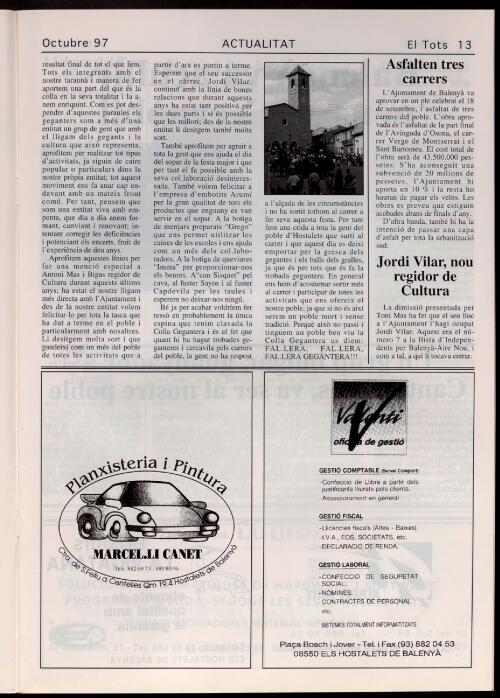 Octubre 97
ACTUALITAT
El Tots 13
resultat final de tot el que fem.
Tots els integrants amb el
nostre tarannà i manera de fer
aportem una part del que és la
colla en la seva totalitat i la
anem enriquint. Com es pot des-
pendre d'aquestes paraules els
geganters som a més d'una
entitat un grup de gent que amb
el lligam dels gegants i la
cultura que això representa,
aprofitem per realitzar tot tipus
d'activitats, ja siguin de caire
popular o particulars dins la
nostre pròpia entitat; tot aquest
moviment ens fa anar cap en-
davant amb un mateix fronst
comú. Per tant, pensem que
som una entitat viva amb em-
penta, que dia a dia anem for-
mant, canviant i renovant; in-
tentant corregir les deficiències
i potenciant els encerts, fruit de
l'experiència de deu anys.
Aprofitem aquestes línies per
fer una menció especial a
Antoni Mas i Bigas regidor de
Cultura durant aquests últims
anys; ha estat el nostre lligam
més directa amb l'Ajuntament i
des de la nostre entitat volem
felicitar-lo per tota la tasca que
ha dut a terme en el poble i
particularment amb nosaltres.
Li desitgem molta sort i que
gaudeixi com un més del poble
de totes les activitats que a
partir d'ara es portin a terme.
Esperem que el seu successor
en el càrrec, Jordi Vilar,
continuï amb la línia de bones
relacions que durant aquests
anys ha estat tant positiva per
les dues parts i si és possible
que les millori; des de la nostre
entitat li desitgem també molta
sort.
També aprofitem per agrair a
tota la gent que ens ajuda el dia
del sopar de la festa major i que
per tant el fa possible amb la
seva col.laboració desinteres-
sada. També volem felicitar a
l'empresa d'embotits Aruní
per la gran qualitat de tots els
productes que enguany es van
servir en el sopar. A la botiga
de menjars preparats "Grego"
que ens permet utilitzar les
cuines de les escoles i ens ajuda
com un més dels col.labo-
radors. A la botiga de queviures
"Imma" per proporcionar-nos
els beures. A'can Sisquet" pel
cava, al fuster Sayos i al fuster
Capdevila per les taules i
esperem no deixar-nos ningú.
Bé ja per acabar voldríem fer
ressó en probablement la única
espina que tenim clavada la
Colla Gegantera i és el fet que
quant hi ha hagut trobades ge-
ganteres i cercavila pels carrers
del poble, la gent no ha respost
a l'alçada de les circumstàncies
i no ha sortit tothom al carrer a
fer seva aquesta festa. Per tant
fem una crida a tota la gent del
poble d'Hostalets que surti al
carrer i que aquest dia es deixi
emportar per la gresca dels
gegants i els balls dels gralles,
ja que és per tots que és fa la
trobada gegantera. En general
ens hem d'acostumar sortir més
al carrer i participar de totes les
activitats que ens ofereix el
nostre poble, ja que si no és així
serem un poble mort i sense
tradició. Perquè això no passi i
tinguem un poble ben viu la
Colla Gegantera us diem:
FAL.LERA, FAL.LERA,
FAL.LERA GEGANTERA!!!
Asfalten tres
carrers
L'Ajuntament de Balenyà va
aprovar en un ple celebrat el 18
de setembre, l'asfaltat de tres
carrers del poble. L'obra apro-
vada és l'asfaltat de la part final
de l'Avinguda d'Osona, el car-
rer Verge de Montserrat i el
Sant Bartomeu. El cost total de
l'obra serà de 43.500.000 pes-
setes. S'ha aconseguit una
subvenció de 20 milions de
pessetes, l'Ajuntament hi
aporta un 10 % i la resta ho
hauran de pagar els veïns. Les
obres es preveu que estiguin
acabades abans de finals d'any.
D'altra banda, també hi ha la
intenció de passar una capa
d'asfalt per tota la urbanització
sud.
Jordi Vilar, nou
regidor de
Cultura
La dimissió presentada per
Toni Mas ha fet que el seu lloc
a l'Ajuntament l'hagi ocupat
Jordi Vilar. Aquest era el
número 7 a la llista d'Indepen-
dents per Balenyà-Aire Nou, i
com a tal, a qui li tocava entrar.
Planxisteria i Pintura
MARCEL.LI CANET
Tels. 882 00 73 - 889 80 96
Ctra de S.Feliu a Centelles Qm 19.4 Hostalets de Balenyà
Valentí
oficina de gestió
GESTIÓ COMPTABLE (Servei Complert)
-Confecció de Llibre a partir dels
justificants lliurats pols clients.
-Assessorament en general
GESTIÓ FISCAL
-Llicències fiscals (Altes - Baixes).
-I.V.A., EOS, SOCIETATS, etc.
-DECLARACIO DE RENDA.
GESTIÓ LABORAL
-CONFECCIÓ DE SEGURETAT
SOCIAL.
-NOMINES.
-CONTRACTES DE PERSONAL
etc.
SISTEMES TOTALMENT INFORMATITZATS.
Plaça Bosch i Jover - Tel. i Fax (93) 882 04 53
08550 ELS HOSTALETS DE BALENYÀ